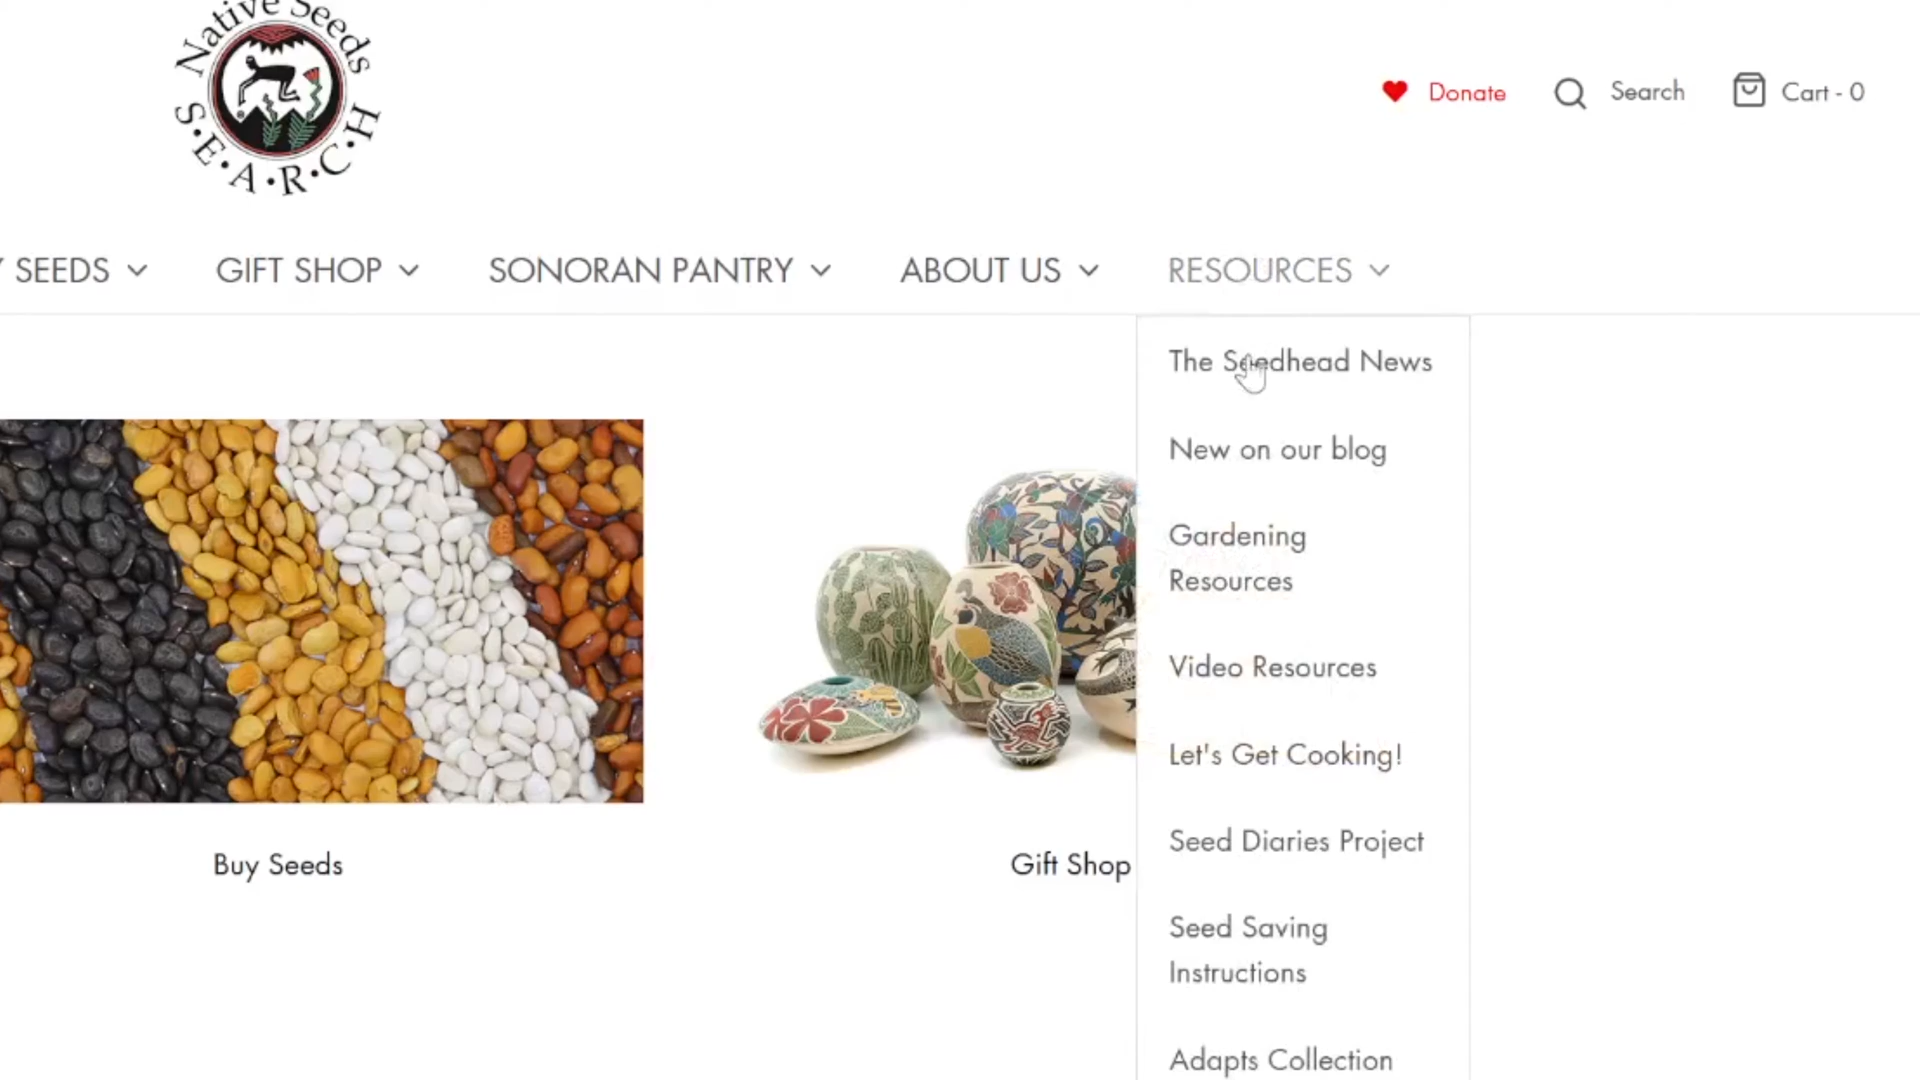 Native Seeds
S•E•A•R•C•H
Donate
Search
Cart - 0
Y SEEDS
GIFT SHOP
SONORAN PANTRY
ABOUT US
RESOURCES
The Seedhead News
New on our blog
Gardening
Resources
Video Resources
Let's Get Cooking!
Seed Diaries Project
Seed Saving
Instructions
Adapts Collection
Buy Seeds
Gift Shop